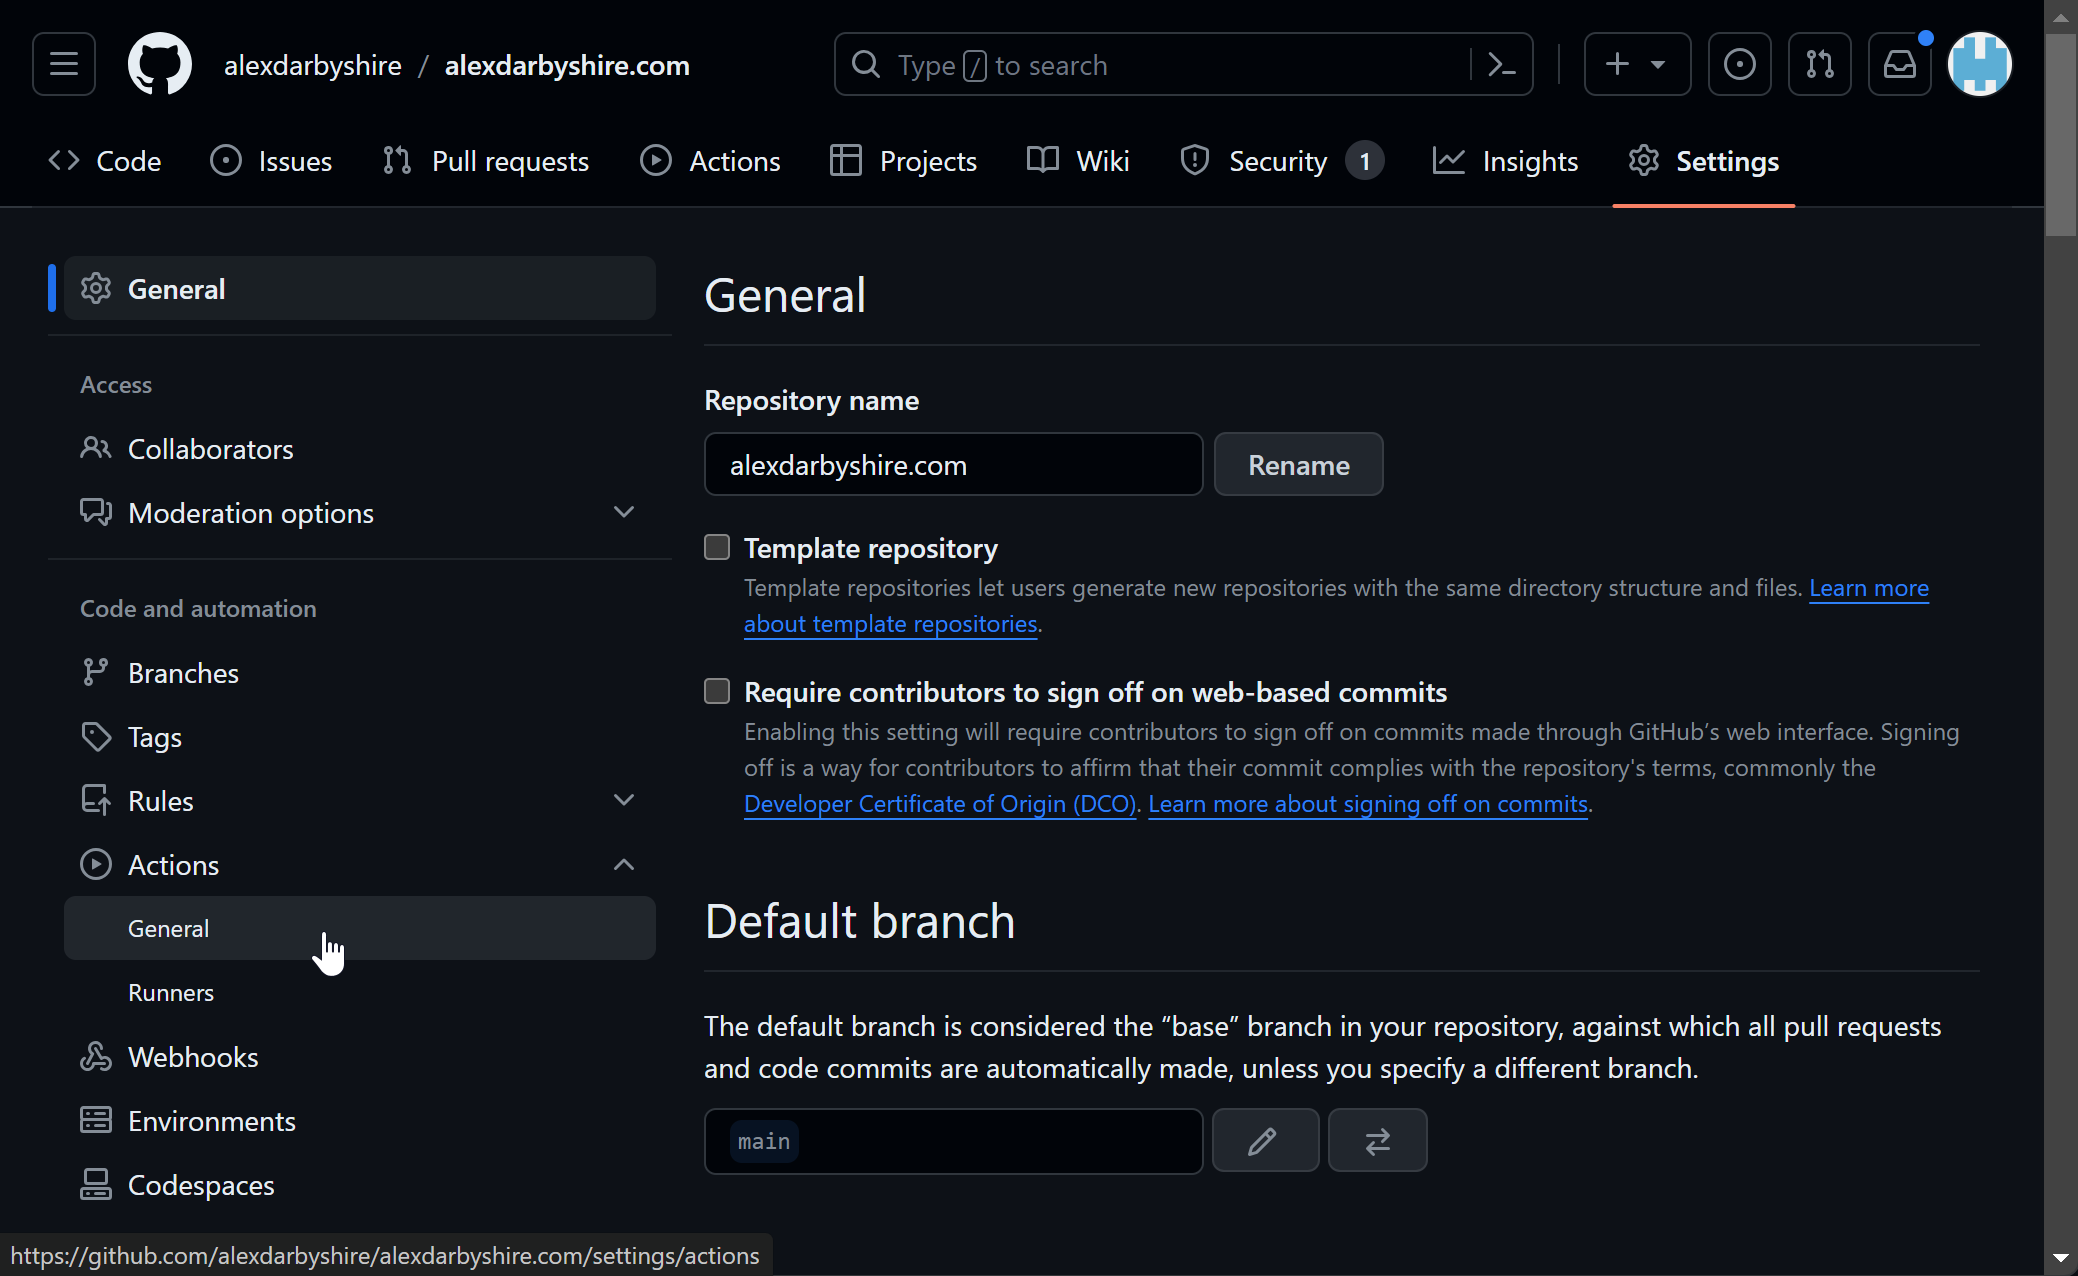 alexdarbyshire / alexdarbyshire.com
Type / to search
Code
Issues
Pull requests
Actions
Projects
Wiki
Security 1
Insights
Settings
General
Access
Collaborators
Moderation options
Code and automation
Branches
Tags
Rules
Actions
General
Runners
Webhooks
Environments
Codespaces
General
Repository name
alexdarbyshire.com
Rename
Template repository
Template repositories let users generate new repositories with the same directory structure and files. Learn more
about template repositories.
Require contributors to sign off on web-based commits
Enabling this setting will require contributors to sign off on commits made through GitHub’s web interface. Signing
off is a way for contributors to affirm that their commit complies with the repository's terms, commonly the
Developer Certificate of Origin (DCO). Learn more about signing off on commits.
Default branch
The default branch is considered the “base” branch in your repository, against which all pull requests
and code commits are automatically made, unless you specify a different branch.
main
https://github.com/alexdarbyshire/alexdarbyshire.com/settings/actions